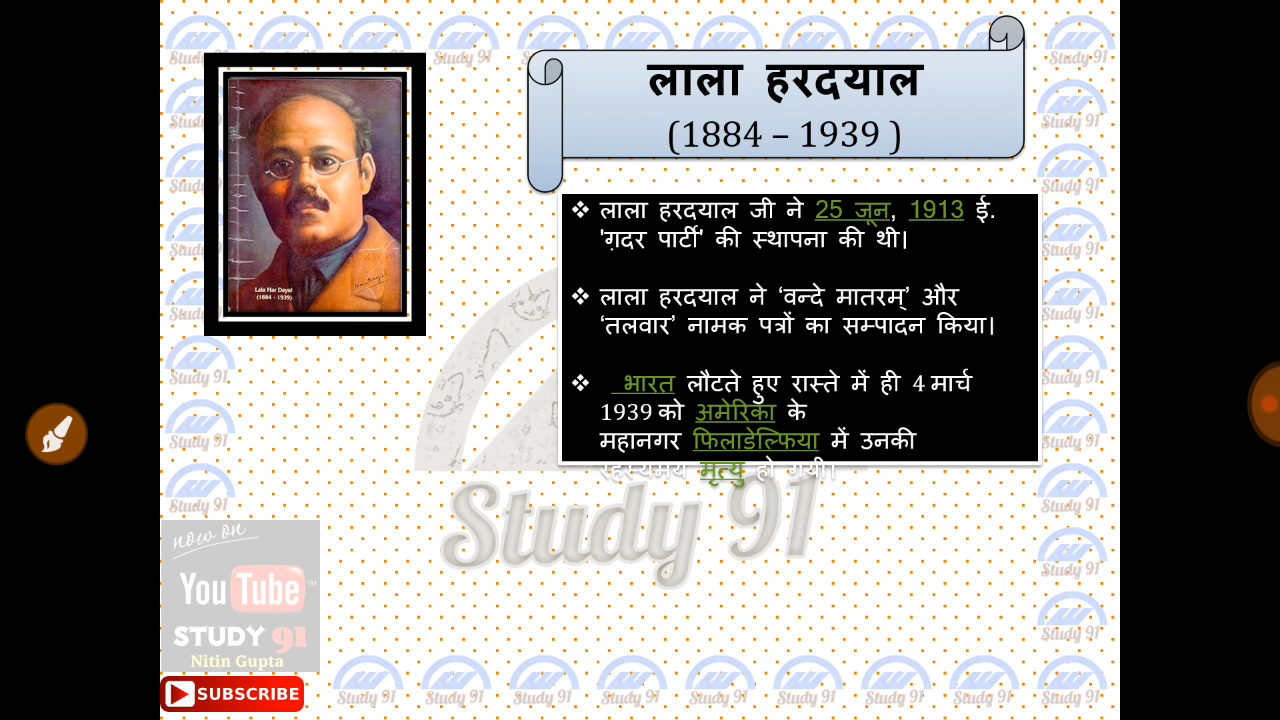 लाला हरदयाल
(1884 – 1939 )
Lala Har Dayal
(1884 - 1939)
❖ लाला हरदयाल जी ने 25 जून, 1913 ई.
'ग़दर पार्टी' की स्थापना की थी।
❖ लाला हरदयाल ने ‘वन्दे मातरम्’ और
‘तलवार’ नामक पत्रों का सम्पादन किया।
❖ भारत लौटते हुए रास्ते में ही 4 मार्च
1939 को अमेरिका के
महानगर फिलाडेल्फिया में उनकी
रहस्यमय मृत्यु हो गयी।
Study 91
now on
YouTube
STUDY 91
Nitin Gupta
SUBSCRIBE